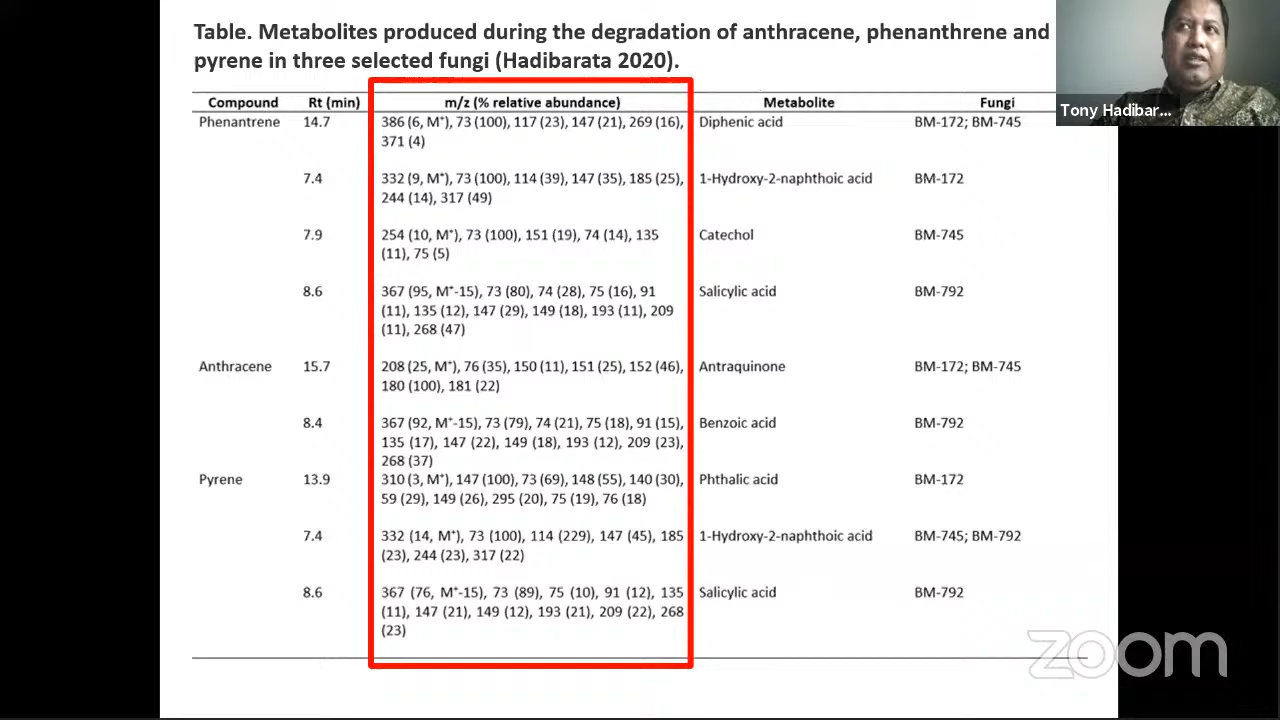 Table. Metabolites produced during the degradation of anthracene, phenanthrene and
pyrene in three selected fungi (Hadibarata 2020).
Tony Hadibar...
Compound Rt (min) m/z (% relative abundance) Metabolite Fungi
Phenantrene 14.7 386 (6, M⁺), 73 (100), 117 (23), 147 (21), 269 (16), Diphenic acid BM-172; BM-745
371 (4)
7.4 332 (9, M⁺), 73 (100), 114 (39), 147 (35), 185 (25), 1-Hydroxy-2-naphthoic acid BM-172
244 (14), 317 (49)
7.9 254 (10, M⁺), 73 (100), 151 (19), 74 (14), 135 Catechol BM-745
(11), 75 (5)
8.6 367 (95, M⁺-15), 73 (80), 74 (28), 75 (16), 91 Salicylic acid BM-792
(11), 135 (12), 147 (29), 149 (18), 193 (11), 209
(11), 268 (47)
Anthracene 15.7 208 (25, M⁺), 76 (35), 150 (11), 151 (25), 152 (46), Antraquinone BM-172; BM-745
180 (100), 181 (22)
8.4 367 (92, M⁺-15), 73 (79), 74 (21), 75 (18), 91 (15), Benzoic acid BM-792
135 (17), 147 (22), 149 (18), 193 (12), 209 (23),
268 (37)
Pyrene 13.9 310 (3, M⁺), 147 (100), 73 (69), 148 (55), 140 (30), Phthalic acid BM-172
59 (29), 149 (26), 295 (20), 75 (19), 76 (18)
7.4 332 (14, M⁺), 73 (100), 114 (229), 147 (45), 185 1-Hydroxy-2-naphthoic acid BM-745; BM-792
(23), 244 (23), 317 (22)
8.6 367 (76, M⁺-15), 73 (89), 75 (10), 91 (12), 135 Salicylic acid BM-792
(11), 147 (21), 149 (12), 193 (21), 209 (22), 268
(23)
zoom